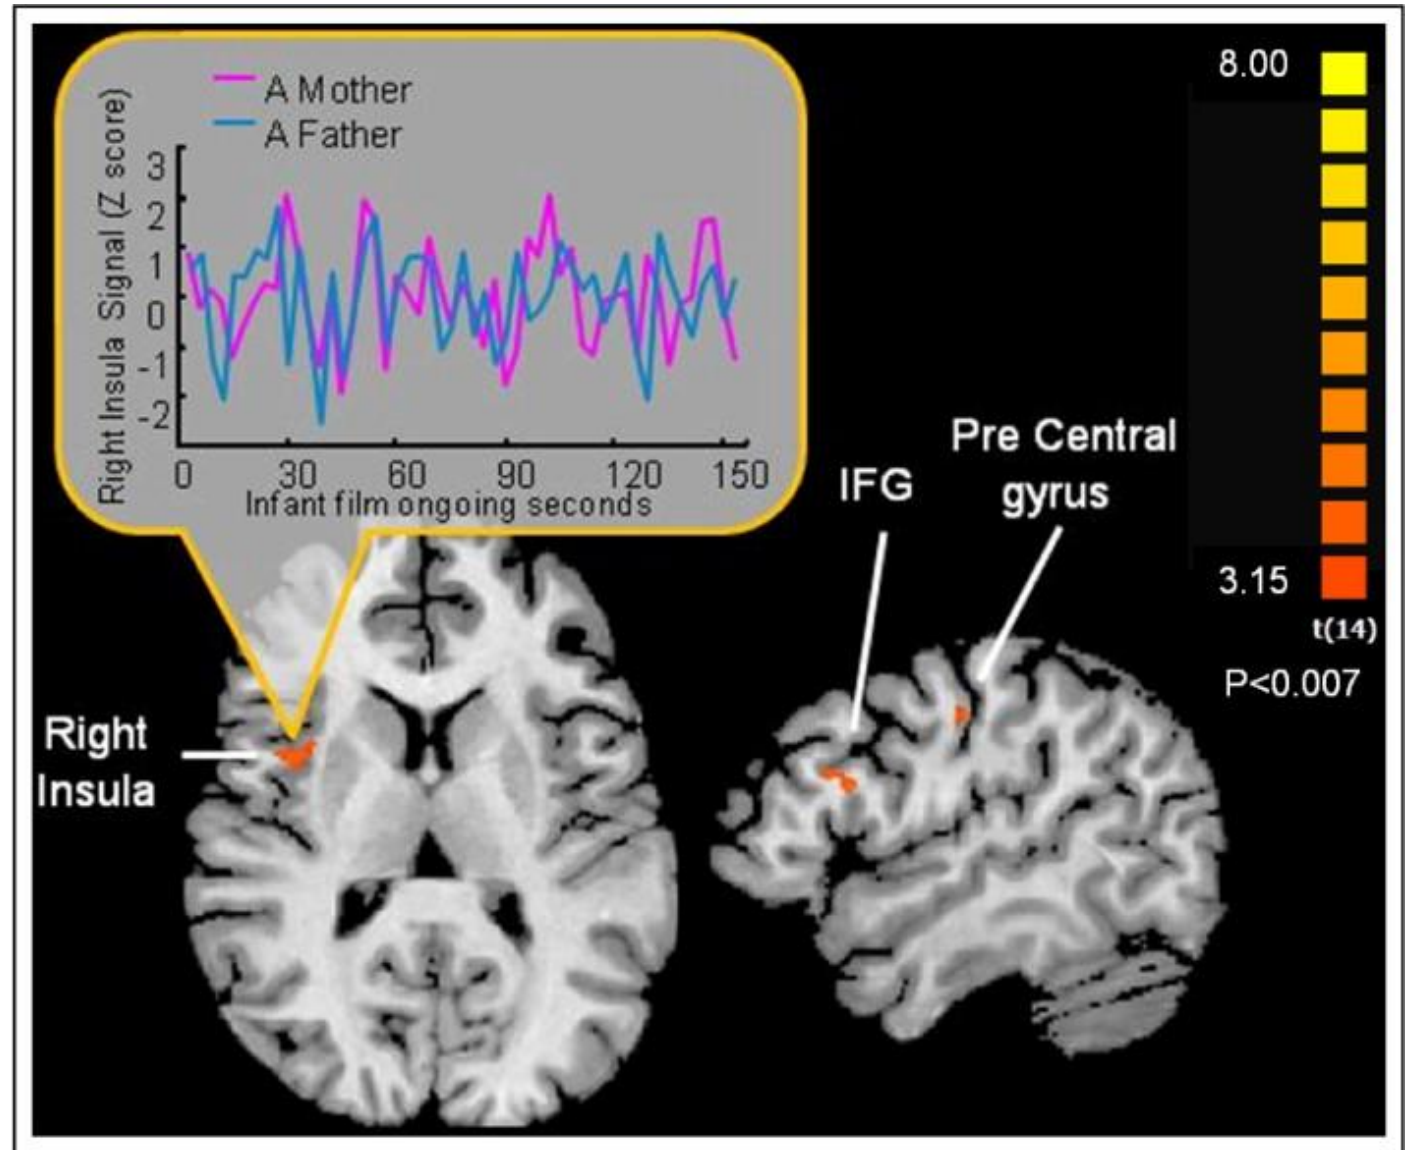 A Mother
A Father
Right Insula Signal (Z score)
3
2
1
0
-1
-2
0 30 60 90 120 150
Infant film ongoing seconds
8.00
3.15
t(14)
P<0.007
IFG
Pre Central
gyrus
Right
Insula